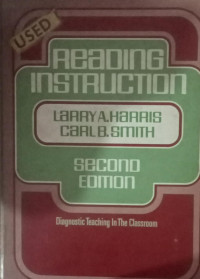 USED
READING
INSTRUCTION
LARRY A. HARRIS
CARL B. SMITH
SECOND
EDITION
Diagnostic Teaching In The Classroom